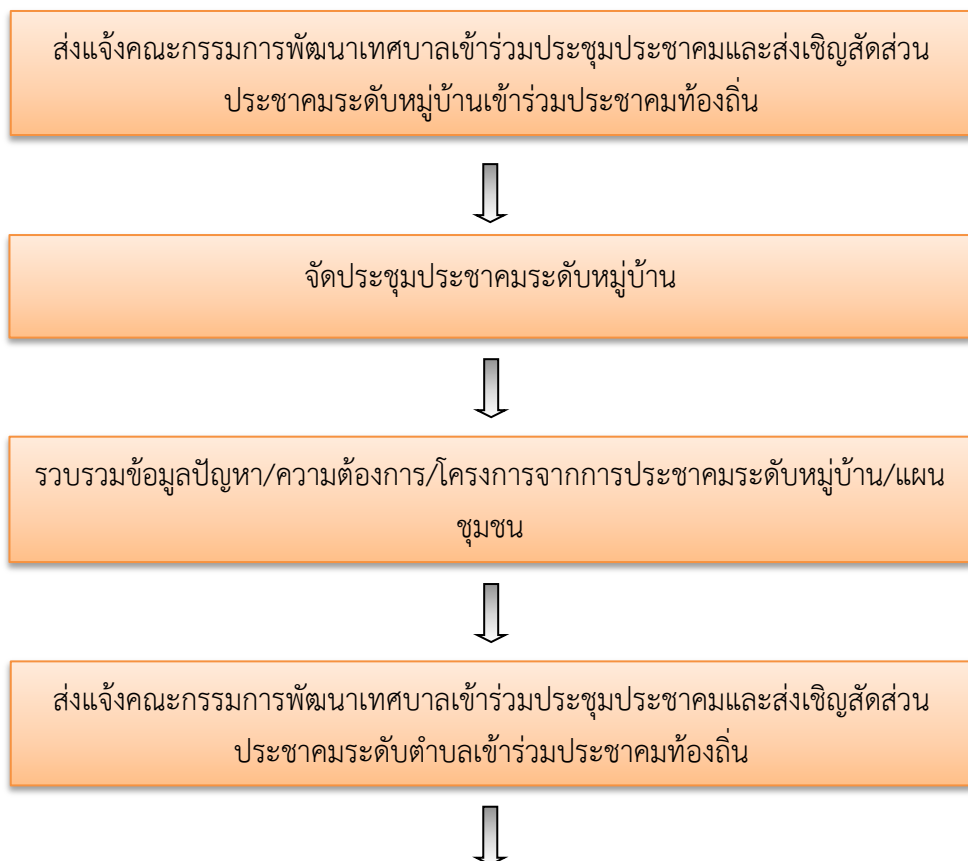 ส่งแจ้งคณะกรรมการพัฒนาเทศบาลเข้าร่วมประชุมประชาคมและส่งเชิญสัดส่วน
ประชาคมระดับหมู่บ้านเข้าร่วมประชาคมท้องถิ่น
จัดประชุมประชาคมระดับหมู่บ้าน
รวบรวมข้อมูลปัญหา/ความต้องการ/โครงการจากการประชาคมระดับหมู่บ้าน/แผน
ชุมชน
ส่งแจ้งคณะกรรมการพัฒนาเทศบาลเข้าร่วมประชุมประชาคมและส่งเชิญสัดส่วน
ประชาคมระดับตำบลเข้าร่วมประชาคมท้องถิ่น